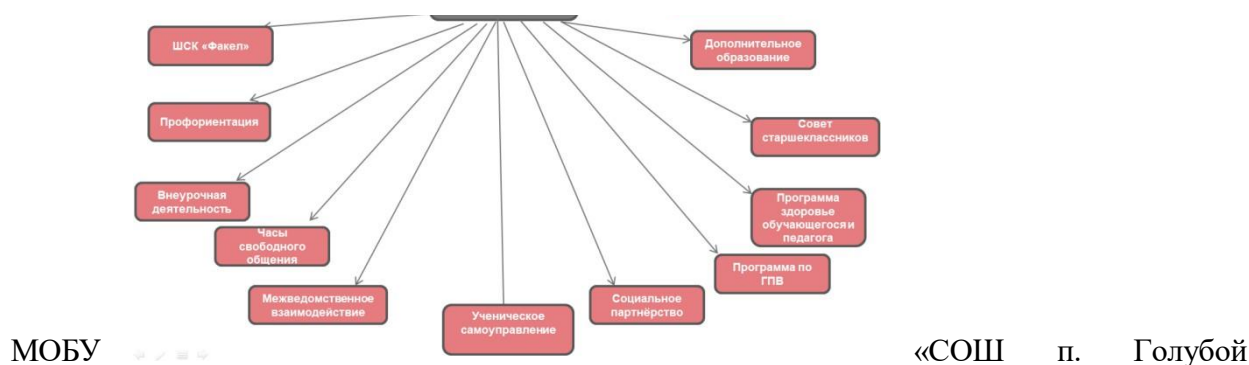 ШСК «Факел»
Дополнительное
образование
Профориентация
Совет
старшеклассников
Внеурочная
деятельность
Программа
здоровье
обучающегося и
педагога
Часы
свободного
общения
Программа по
ГПВ
Межведомственное
взаимодействие
Социальное
партнёрство
Ученическое
самоуправление
МОБУ «СОШ п. Голубой